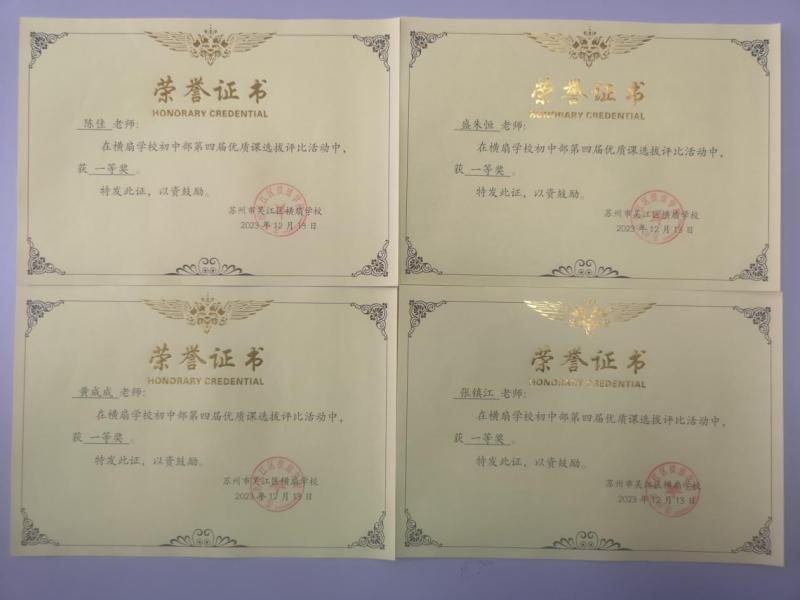 荣誉证书
HONORARY CREDENTIAL
陈佳 老师:
在横扇学校初中部第四届优质课选拔评比活动中，
获 一等奖 。
特发此证，以资鼓励。
苏州市吴江区横扇学校
2023年12月13日
荣誉证书
HONORARY CREDENTIAL
盛朱恒 老师:
在横扇学校初中部第四届优质课选拔评比活动中，
获 一等奖 。
特发此证，以资鼓励。
苏州市吴江区横扇学校
2023年12月13日
荣誉证书
HONORARY CREDENTIAL
黄成成 老师:
在横扇学校初中部第四届优质课选拔评比活动中，
获 一等奖 。
特发此证，以资鼓励。
苏州市吴江区横扇学校
2023年12月13日
荣誉证书
HONORARY CREDENTIAL
张镇江 老师:
在横扇学校初中部第四届优质课选拔评比活动中，
获 一等奖 。
特发此证，以资鼓励。
苏州市吴江区横扇学校
2023年12月13日